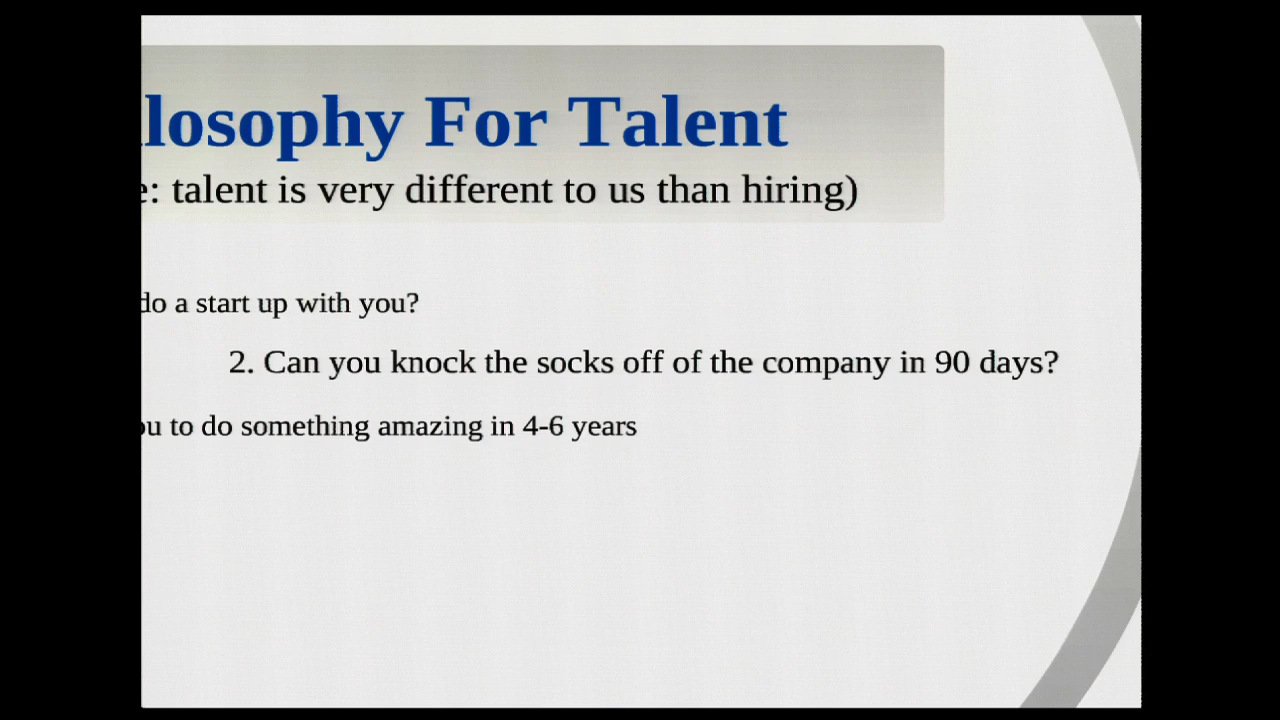 losophy For Talent
e: talent is very different to us than hiring)
do a start up with you?
2. Can you knock the socks off of the company in 90 days?
ou to do something amazing in 4-6 years